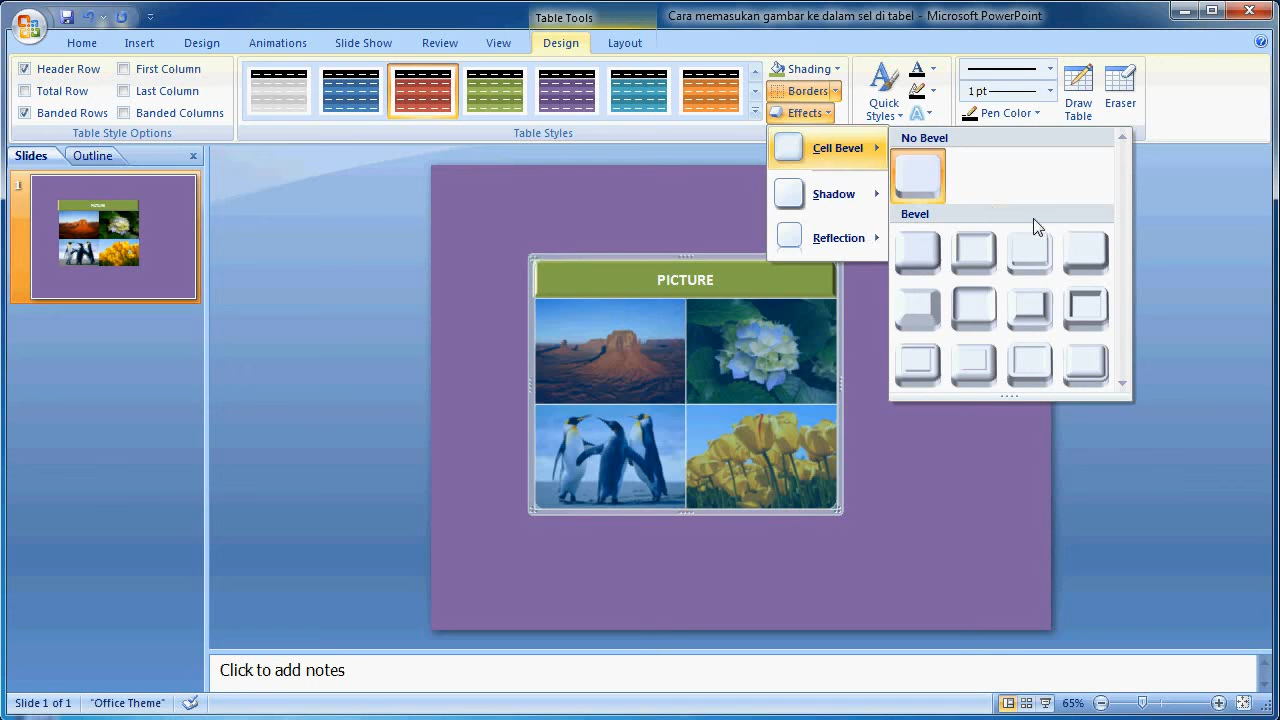 Table Tools
Cara memasukan gambar ke dalam sel di tabel - Microsoft PowerPoint
Home
Insert
Design
Animations
Slide Show
Review
View
Design
Layout
Header Row
First Column
Total Row
Last Column
Banded Rows
Banded Columns
Table Style Options
Table Styles
Shading
Borders
Effects
Quick
Styles
A
A
A
1 pt
Pen Color
Draw
Table
Eraser
Slides
Outline
x
1
PICTURE
Cell Bevel
Shadow
Reflection
No Bevel
Bevel
PICTURE
Click to add notes
Slide 1 of 1
"Office Theme"
65%